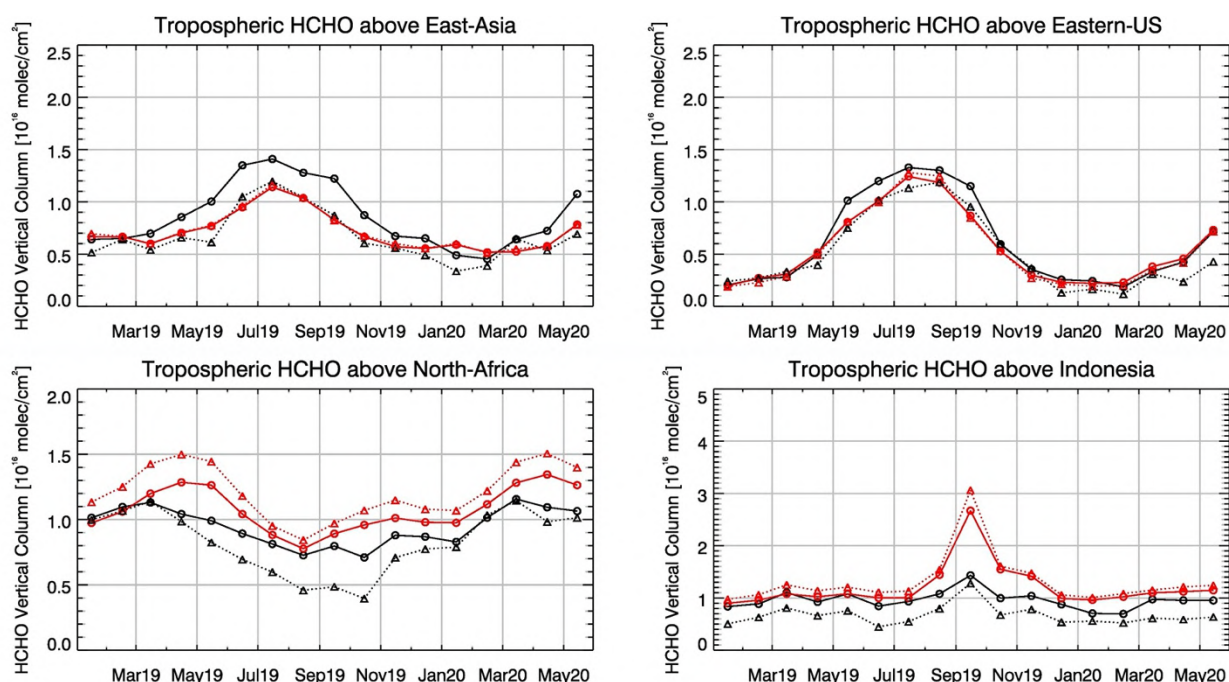 Tropospheric HCHO above East-Asia
HCHO Vertical Column [10¹⁶ molec/cm²]
2.5
2.0
1.5
1.0
0.5
0.0
Mar19 May19 Jul19 Sep19 Nov19 Jan20 Mar20 May20
Tropospheric HCHO above Eastern-US
HCHO Vertical Column [10¹⁶ molec/cm²]
2.5
2.0
1.5
1.0
0.5
0.0
Mar19 May19 Jul19 Sep19 Nov19 Jan20 Mar20 May20
Tropospheric HCHO above North-Africa
HCHO Vertical Column [10¹⁶ molec/cm²]
2.0
1.5
1.0
0.5
0.0
Mar19 May19 Jul19 Sep19 Nov19 Jan20 Mar20 May20
Tropospheric HCHO above Indonesia
HCHO Vertical Column [10¹⁶ molec/cm²]
5
4
3
2
1
0
Mar19 May19 Jul19 Sep19 Nov19 Jan20 Mar20 May20